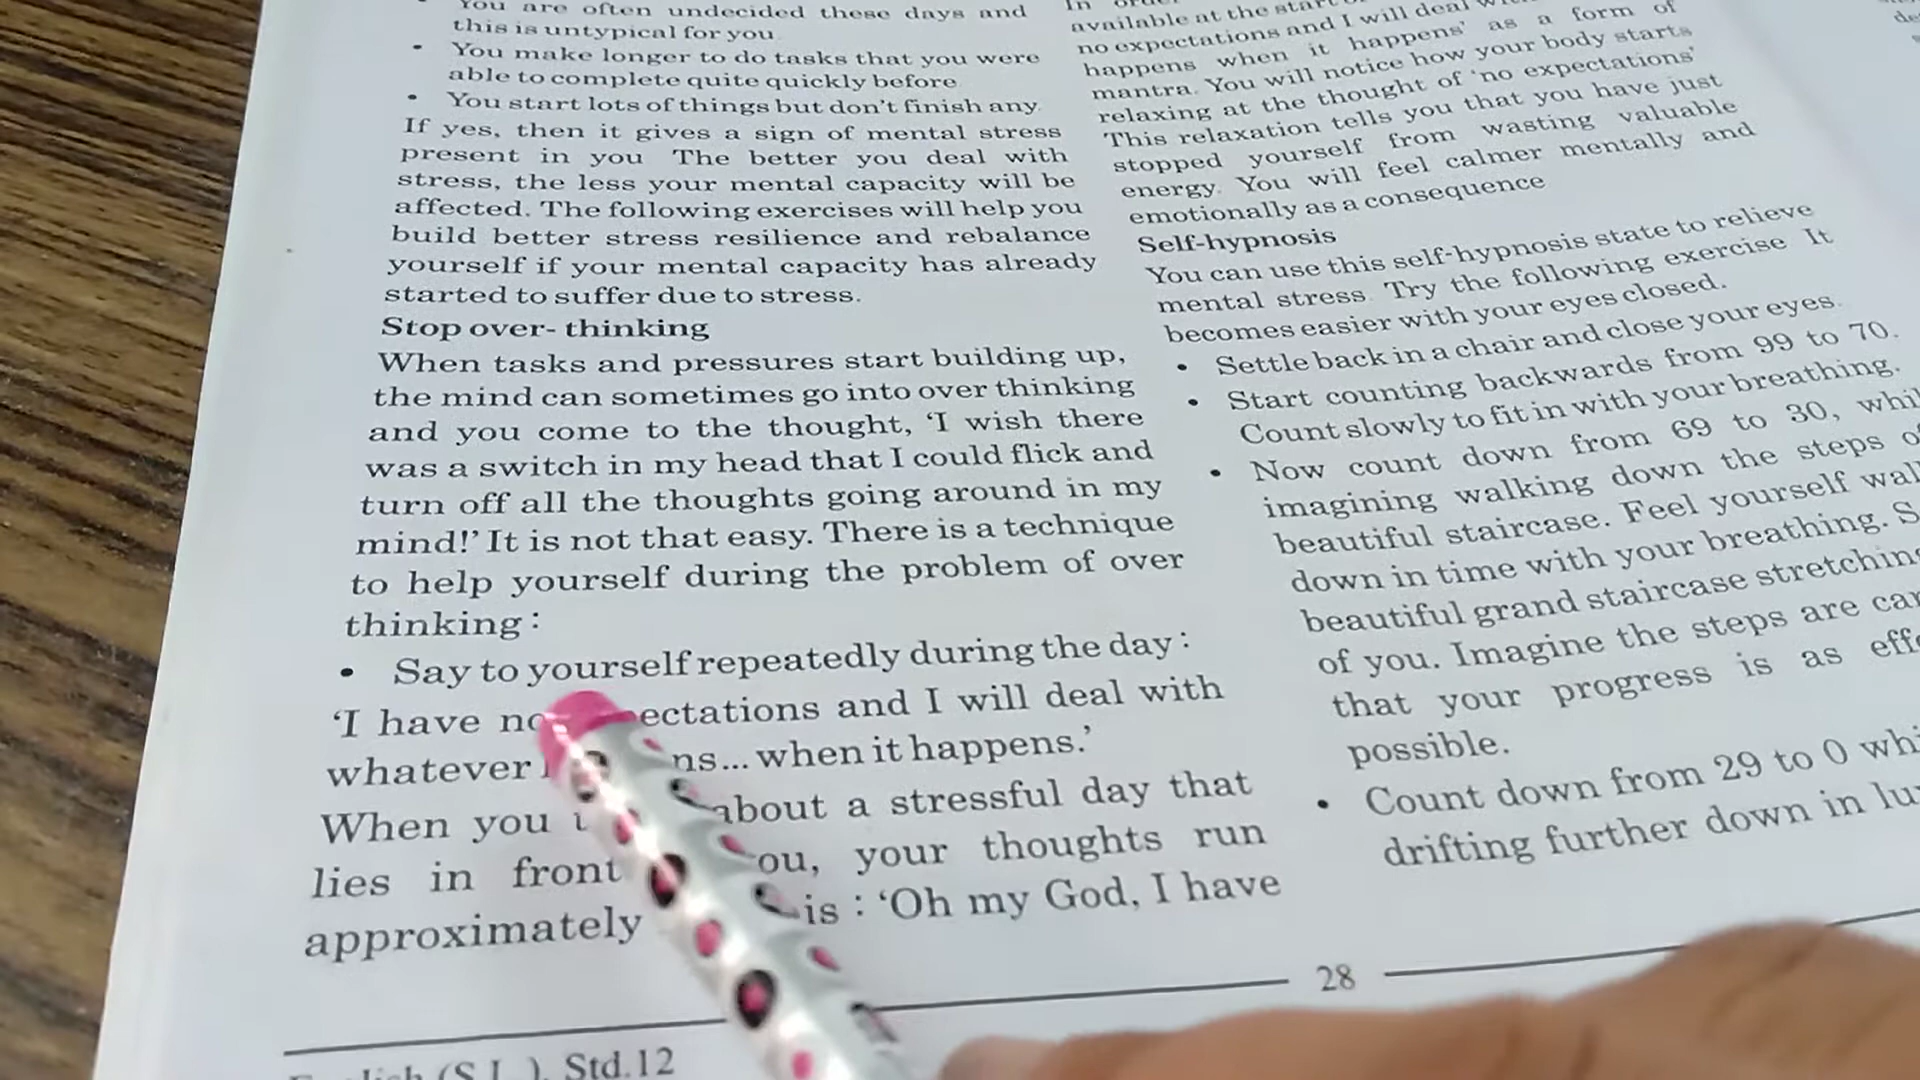 You are often undecided these days and
this is untypical for you
• You make longer to do tasks that you were
able to complete quite quickly before
• You start lots of things but don't finish any.
If yes, then it gives a sign of mental stress
present in you The better you deal with
stress, the less your mental capacity will be
affected. The following exercises will help you
build better stress resilience and rebalance
yourself if your mental capacity has already
started to suffer due to stress.
Stop over- thinking
When tasks and pressures start building up,
the mind can sometimes go into over thinking
and you come to the thought, ‘I wish there
was a switch in my head that I could flick and
turn off all the thoughts going around in my
mind!’ It is not that easy. There is a technique
to help yourself during the problem of over
thinking :
• Say to yourself repeatedly during the day :
‘I have no ectations and I will deal with
whatever ns... when it happens.’
When you about a stressful day that
lies in front ou, your thoughts run
approximately is : ‘Oh my God, I have
In
available at the start
no expectations and I will deal
happens when it happens’ as a form of
mantra. You will notice how your body starts
relaxing at the thought of ‘no expectations’
This relaxation tells you that you have just
stopped yourself from wasting valuable
energy. You will feel calmer mentally and
emotionally as a consequence
Self-hypnosis
You can use this self-hypnosis state to relieve
mental stress. Try the following exercise It
becomes easier with your eyes closed.
• Settle back in a chair and close your eyes.
• Start counting backwards from 99 to 70.
Count slowly to fit in with your breathing.
• Now count down from 69 to 30, whil
imagining walking down the steps of
beautiful staircase. Feel yourself wal
down in time with your breathing. S
beautiful grand staircase stretching
of you. Imagine the steps are car
that your progress is as eff
possible.
• Count down from 29 to 0 whi
drifting further down in lu
28
(S.L.), Std.12